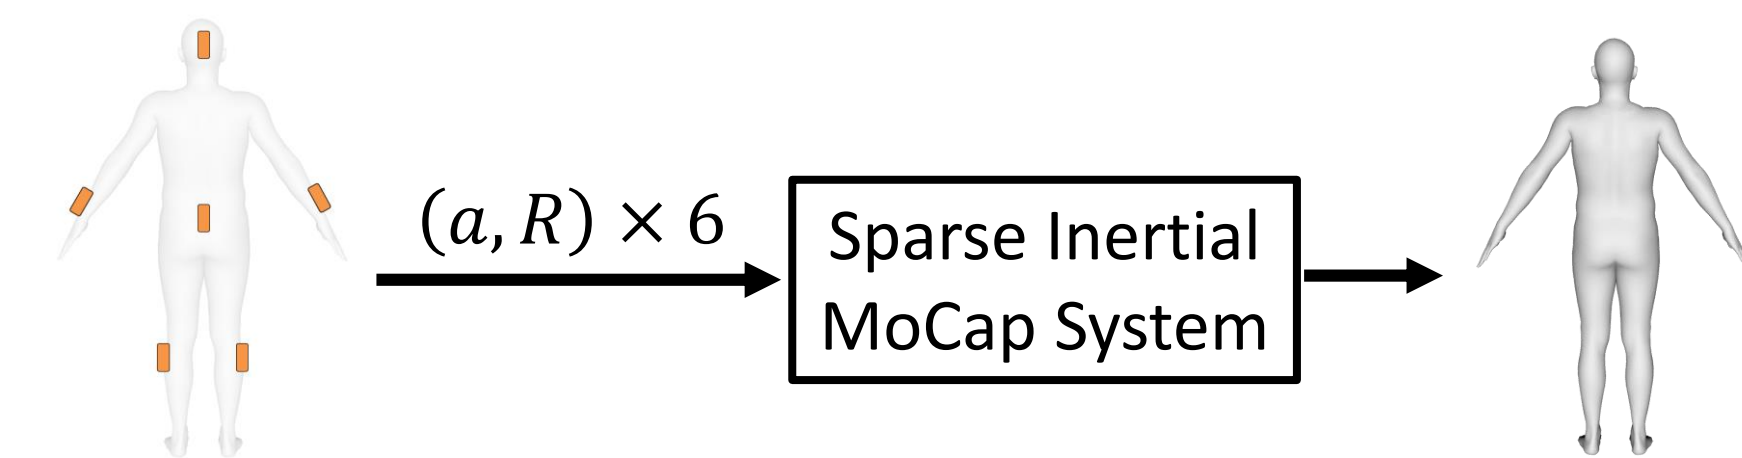 (a, R) × 6
Sparse Inertial
MoCap System